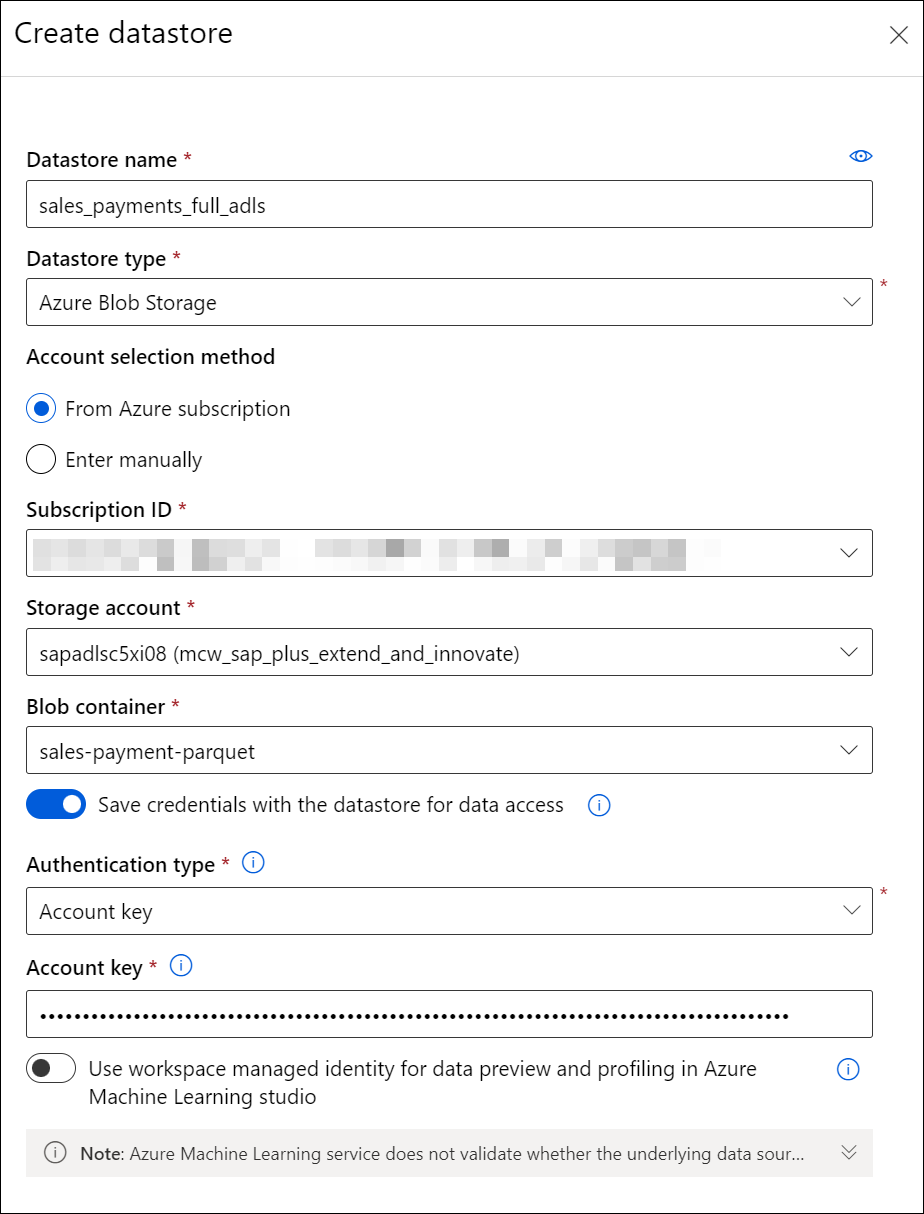 Create datastore
Datastore name *
sales_payments_full_adls
Datastore type *
Azure Blob Storage
*
Account selection method
From Azure subscription
Enter manually
Subscription ID *
Storage account *
sapadlsc5xi08 (mcw_sap_plus_extend_and_innovate)
Blob container *
sales-payment-parquet
Save credentials with the datastore for data access
Authentication type *
Account key
*
Account key *
Use workspace managed identity for data preview and profiling in Azure
Machine Learning studio
Note: Azure Machine Learning service does not validate whether the underlying data sour...